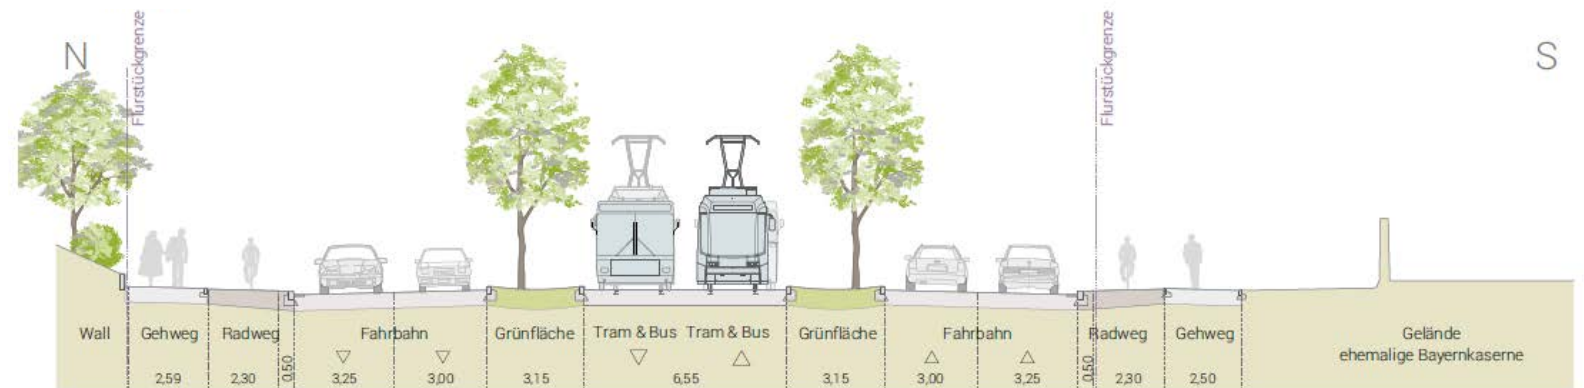 N
Flurstückgrenze
Flurstückgrenze
S
Wall
Gehweg
Radweg
Fahrbahn
Grünfläche
Tram & Bus
Tram & Bus
Grünfläche
Fahrbahn
Radweg
Gehweg
Gelände
ehemalige Bayernkaserne
2,59
2,30
0,50
3,25
3,00
3,15
6,55
3,15
3,00
3,25
0,50
2,30
2,50